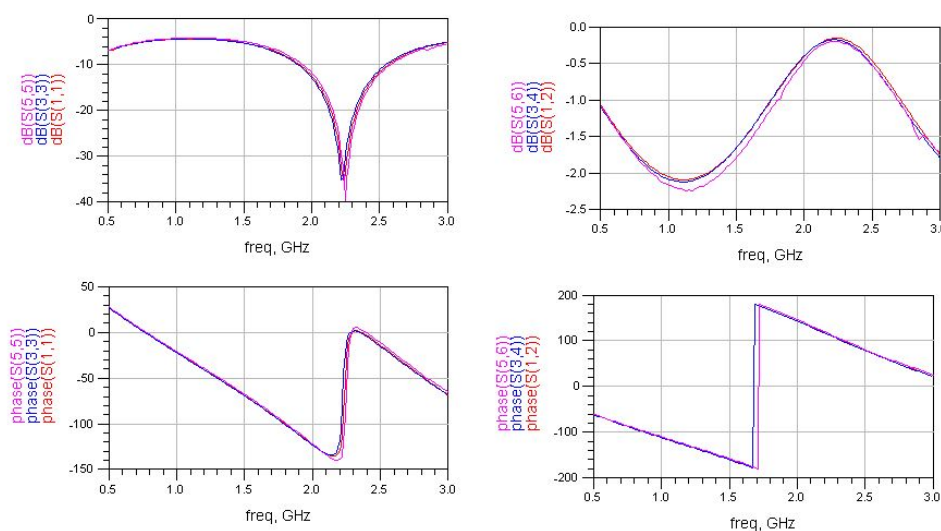 0
-10
-20
-30
-40
0.5 1.0 1.5 2.0 2.5 3.0
freq, GHz
dB(S(5,5))
dB(S(3,3))
dB(S(1,1))
0.0
-0.5
-1.0
-1.5
-2.0
-2.5
0.5 1.0 1.5 2.0 2.5 3.0
freq, GHz
dB(S(5,6))
dB(S(3,4))
dB(S(1,2))
50
0
-50
-100
-150
0.5 1.0 1.5 2.0 2.5 3.0
freq, GHz
phase(S(5,5))
phase(S(3,3))
phase(S(1,1))
200
100
0
-100
-200
0.5 1.0 1.5 2.0 2.5 3.0
freq, GHz
phase(S(5,6))
phase(S(3,4))
phase(S(1,2))